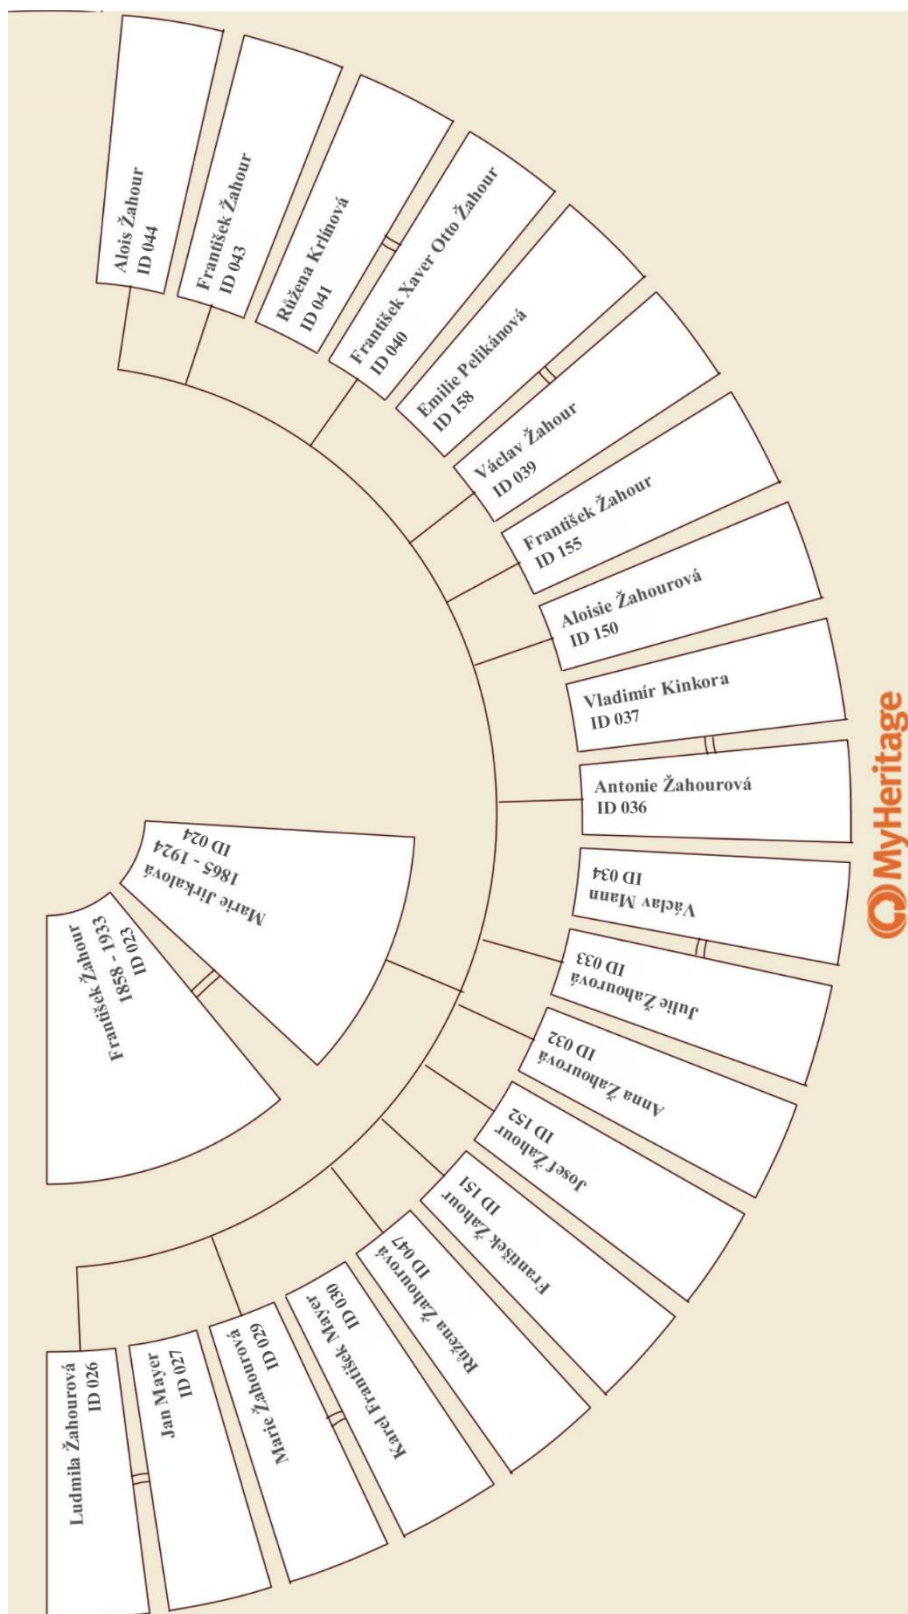 Alois Žahour
ID 044
František Žahour
ID 043
Růžena Krlínová
ID 041
František Xaver Otto Žahour
ID 040
Emilie Pelikánová
ID 158
Václav Žahour
ID 039
František Žahour
ID 155
Aloisie Žahourová
ID 150
Vladimír Kinkora
ID 037
Antonie Žahourová
ID 036
Václav Mann
ID 034
Julie Žahourová
ID 033
Anna Žahourová
ID 032
Josef Žahour
ID 152
František Žahour
ID 151
Růžena Žahourová
ID 047
Karel František Mayer
ID 030
Marie Žahourová
ID 029
Jan Mayer
ID 027
Ludmila Žahourová
ID 026
Marie Jirkalová
1865 - 1924
ID 024
František Žahour
1858 - 1933
ID 023
MyHeritage